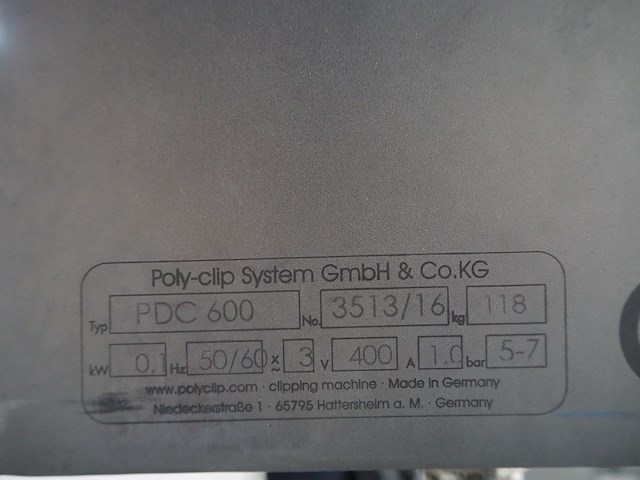 Poly-clip System GmbH & Co.KG
Typ PDC 600 No. 3513/16 kg 118
kW 0,1 Hz 50/60 x ~ 3 V 400 A 1.0 bar 5-7
www.polyclip.com · clipping machine · Made in Germany
Niedeckerstraße 1 · 65795 Hattersheim a. M. · Germany